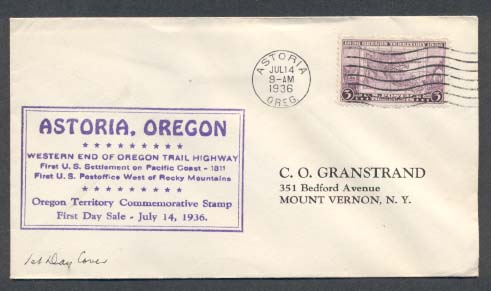 ASTORIA
JUL 14
9-AM
1936
OREG.
3
3
ASTORIA, OREGON
WESTERN END OF OREGON TRAIL HIGHWAY
First U. S. Settlement on Pacific Coast - 1811
First U. S. Postoffice West of Rocky Mountains
Oregon Territory Commemorative Stamp
First Day Sale - July 14, 1936.
C. O. GRANSTRAND
351 Bedford Avenue
MOUNT VERNON, N. Y.
1st Day Cover